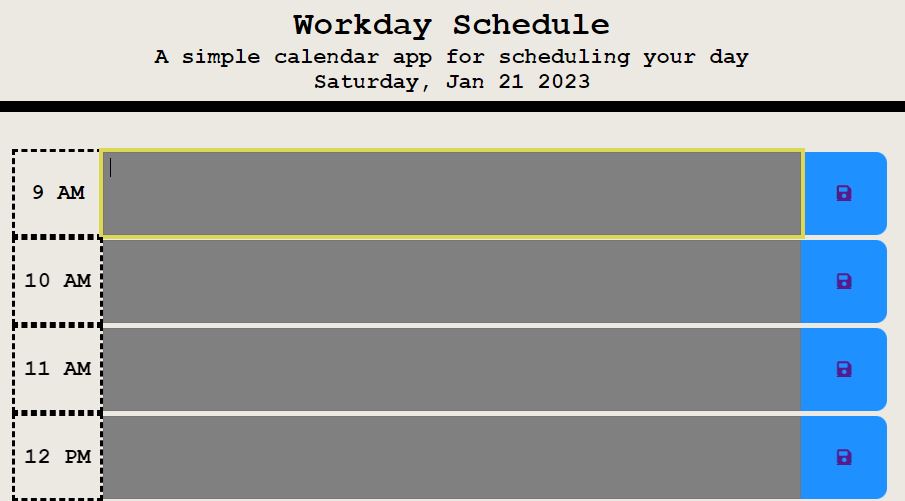 Workday Schedule
A simple calendar app for scheduling your day
Saturday, Jan 21 2023
9 AM
10 AM
11 AM
12 PM